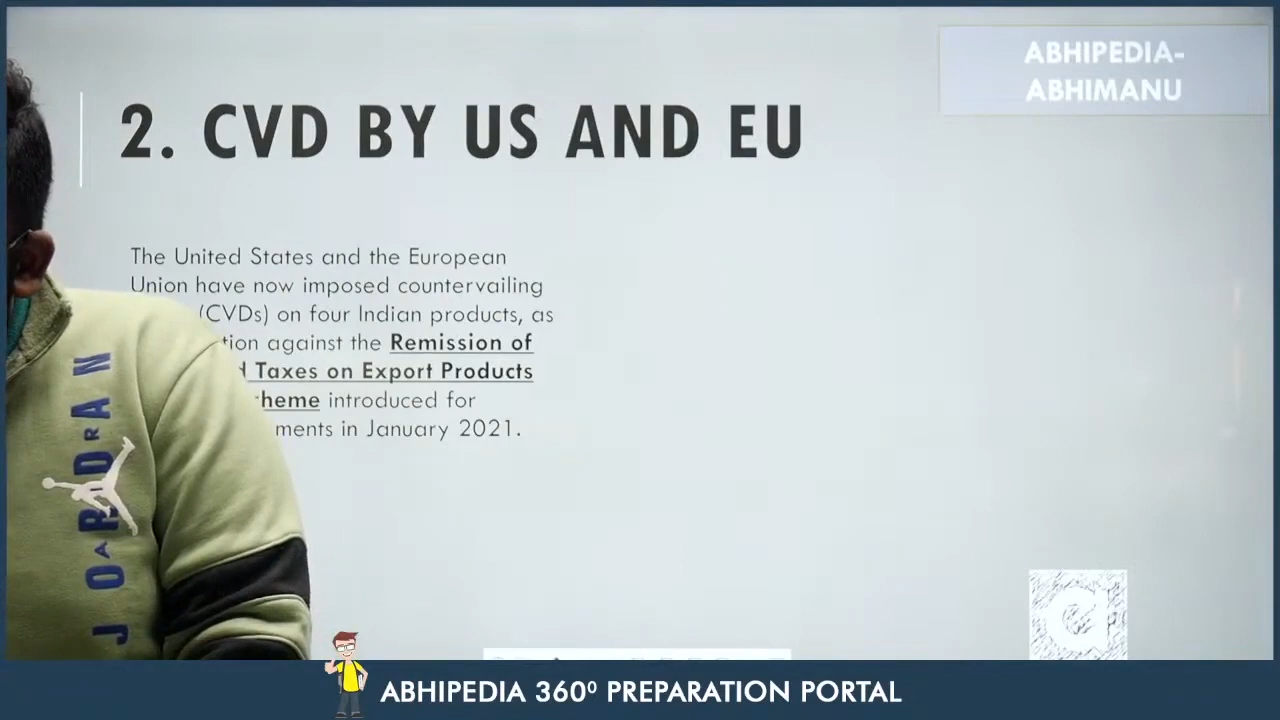 ABHIPEDIA-
ABHIMANU
2. CVD BY US AND EU
The United States and the European
Union have now imposed countervailing
(CVDs) on four Indian products, as
tion against the Remission of
d Taxes on Export Products
heme introduced for
ments in January 2021.
JORDAN
ABHIPEDIA 360⁰ PREPARATION PORTAL